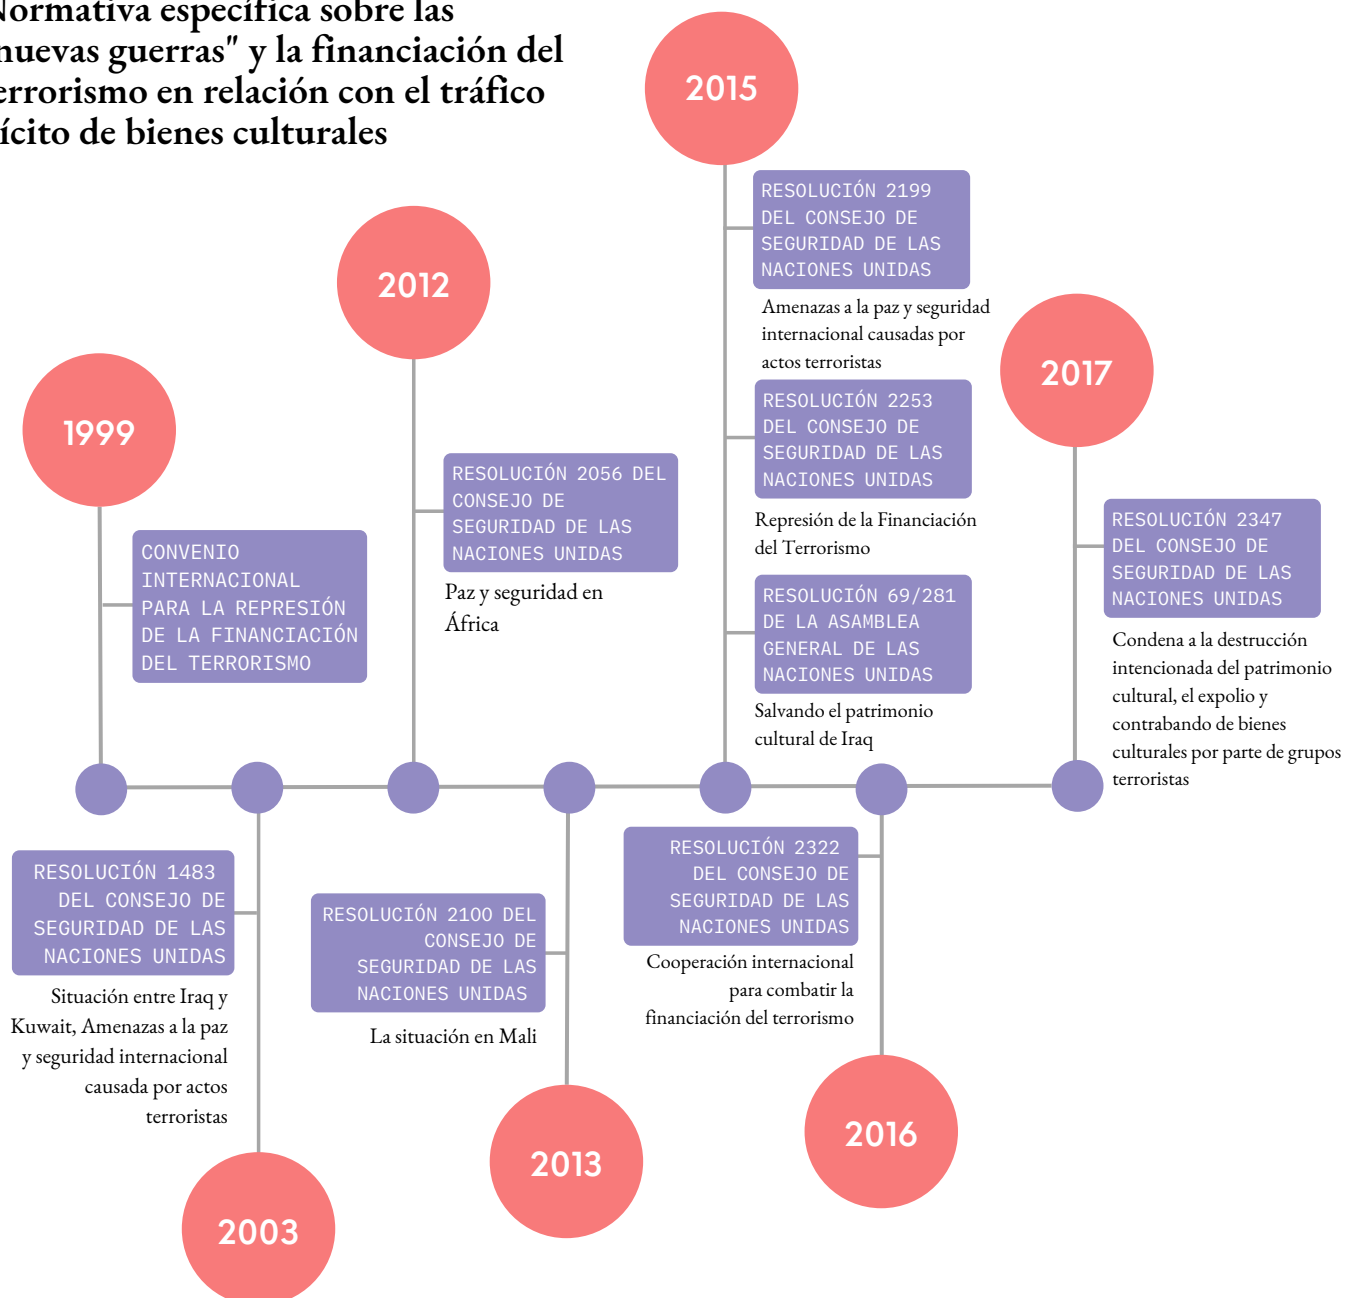 Normativa específica sobre las
nuevas guerras" y la financiación del
errorismo en relación con el tráfico
ícito de bienes culturales
1999
CONVENIO
INTERNACIONAL
PARA LA REPRESIÓN
DE LA FINANCIACIÓN
DEL TERRORISMO
2003
RESOLUCIÓN 1483
DEL CONSEJO DE
SEGURIDAD DE LAS
NACIONES UNIDAS
Situación entre Iraq y
Kuwait, Amenazas a la paz
y seguridad internacional
causada por actos
terroristas
2012
RESOLUCIÓN 2056 DEL
CONSEJO DE
SEGURIDAD DE LAS
NACIONES UNIDAS
Paz y seguridad en
África
2013
RESOLUCIÓN 2100 DEL
CONSEJO DE
SEGURIDAD DE LAS
NACIONES UNIDAS
La situación en Mali
2015
RESOLUCIÓN 2199
DEL CONSEJO DE
SEGURIDAD DE LAS
NACIONES UNIDAS
Amenazas a la paz y seguridad
internacional causadas por
actos terroristas
RESOLUCIÓN 2253
DEL CONSEJO DE
SEGURIDAD DE LAS
NACIONES UNIDAS
Represión de la Financiación
del Terrorismo
RESOLUCIÓN 69/281
DE LA ASAMBLEA
GENERAL DE LAS
NACIONES UNIDAS
Salvando el patrimonio
cultural de Iraq
2016
RESOLUCIÓN 2322
DEL CONSEJO DE
SEGURIDAD DE LAS
NACIONES UNIDAS
Cooperación internacional
para combatir la
financiación del terrorismo
2017
RESOLUCIÓN 2347
DEL CONSEJO DE
SEGURIDAD DE LAS
NACIONES UNIDAS
Condena a la destrucción
intencionada del patrimonio
cultural, el expolio y
contrabando de bienes
culturales por parte de grupos
terroristas